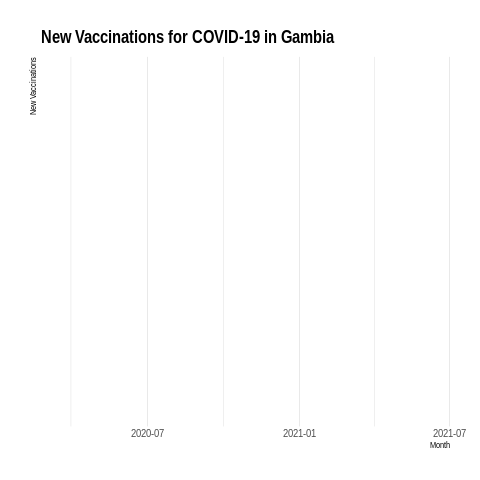 New Vaccinations for COVID-19 in Gambia
New Vaccinations
2020-07
2021-01
2021-07
Month